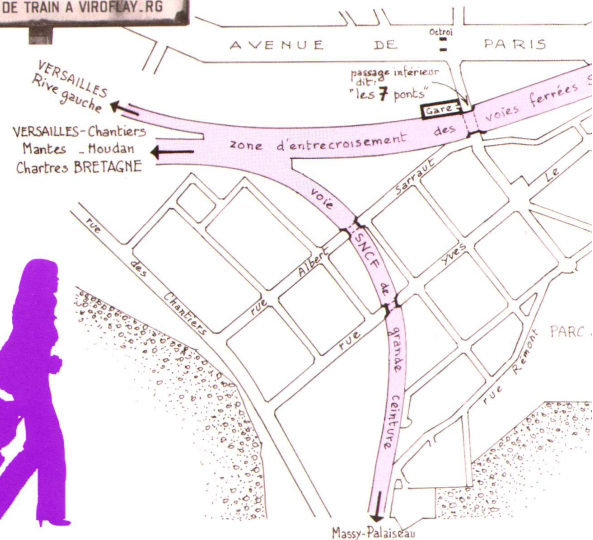 DE TRAIN A VIROFLAY_RG
Octroi
AVENUE DE PARIS
VERSAILLES
Rive gauche
passage inférieur
dit:
"les 7 ponts"
Gare
VERSAILLES-Chantiers
Mantes _ Houdan
Chartres BRETAGNE
zone d'entrecroisement des voies ferrées
voie SNCF de grande ceinture
rue des Chantiers
rue Albert Sarraut
rue Yves Le
PARC
rue Remont
Massy-Palaiseau